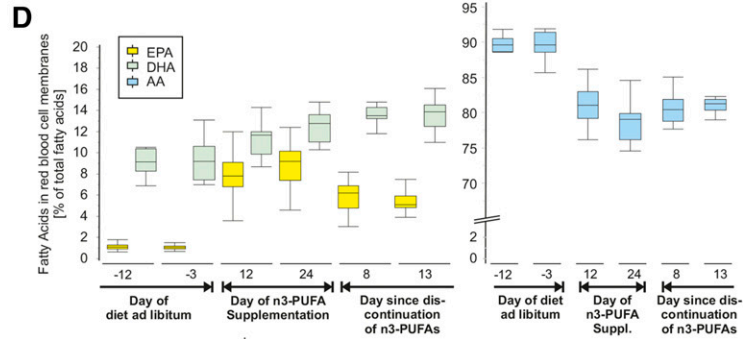 D
Fatty Acids in red blood cell membranes
[% of total fatty acids]
20
18
16
14
12
10
8
6
4
2
0
EPA
DHA
AA
-12 -3 12 24 8 13
Day of
diet ad libitum
Day of n3-PUFA
Supplementation
Day since dis-
continuation
of n3-PUFAs
95
90
85
80
75
70
2
0
-12 -3 12 24 8 13
Day of diet
ad libitum
Day of
n3-PUFA
Suppl.
Day since dis-
continuation
of n3-PUFAs